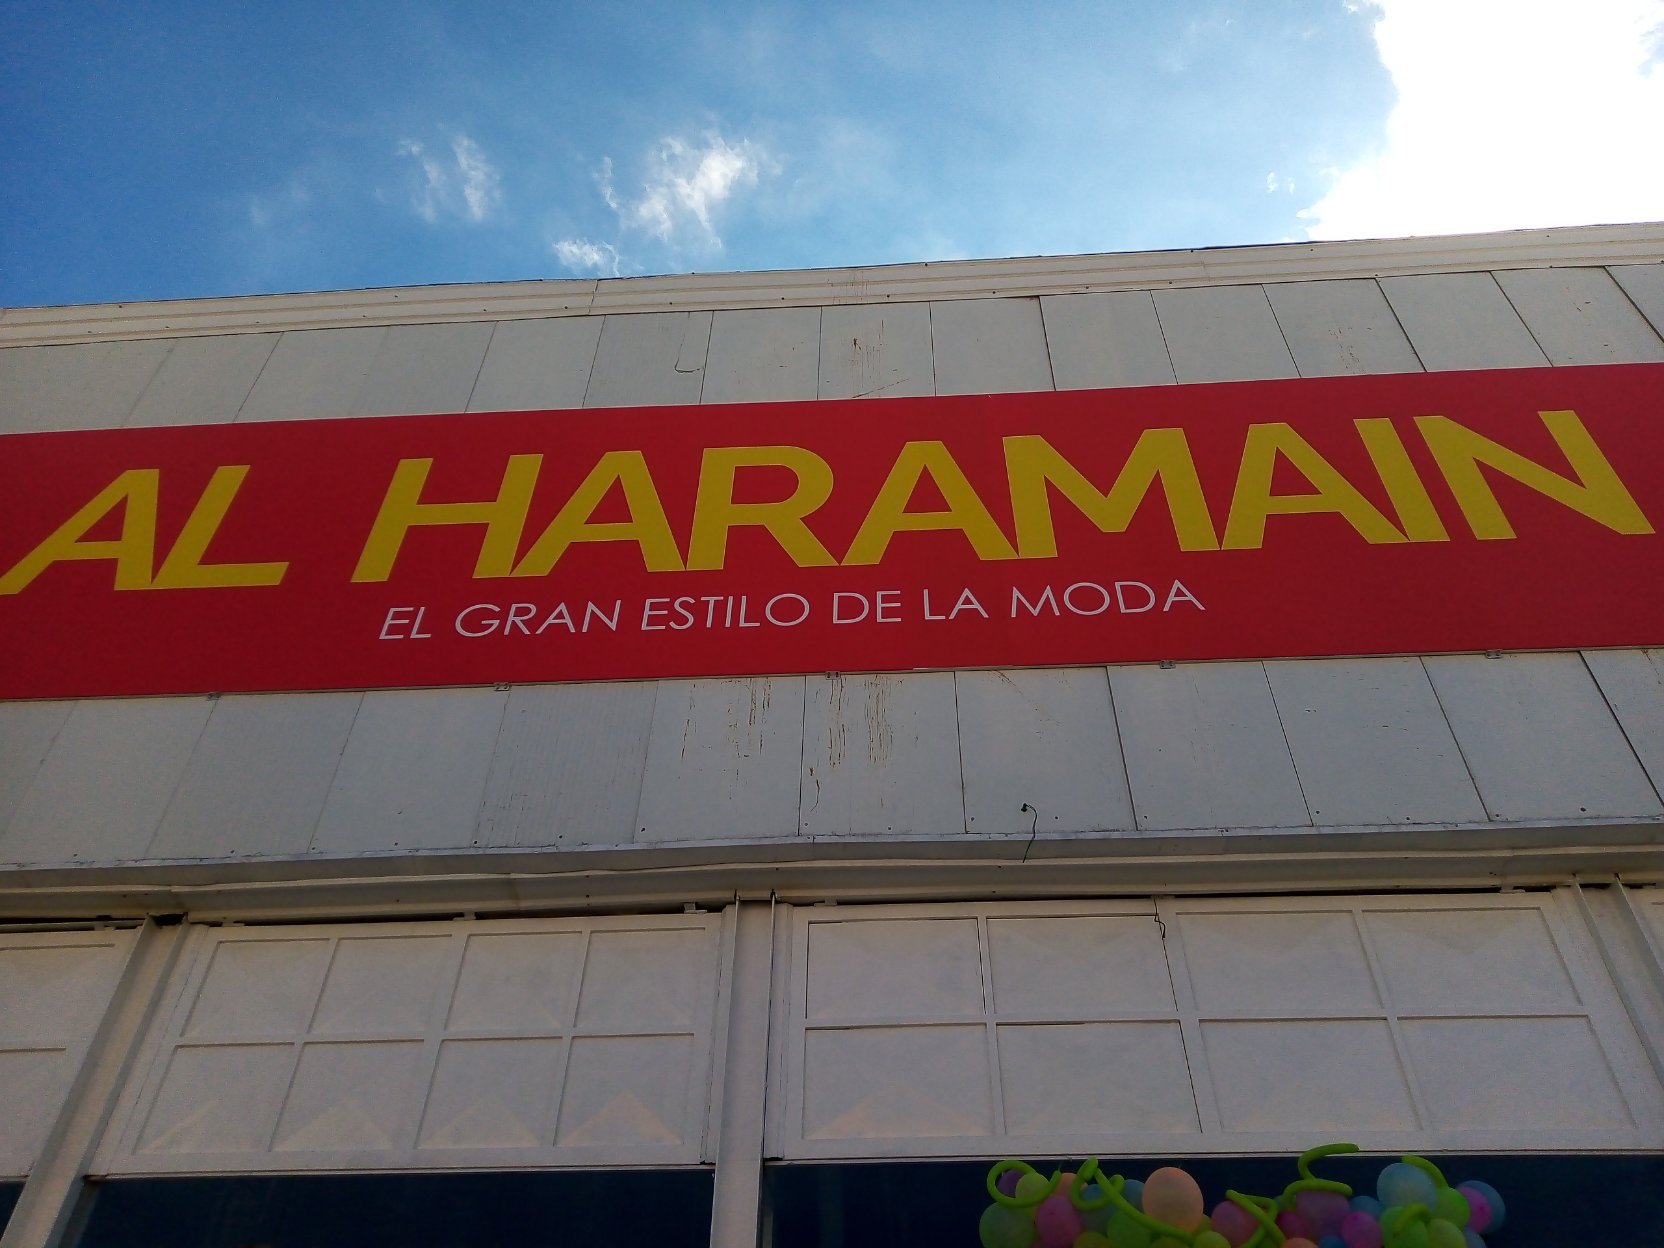 AL HARAMAIN
EL GRAN ESTILO DE LA MODA